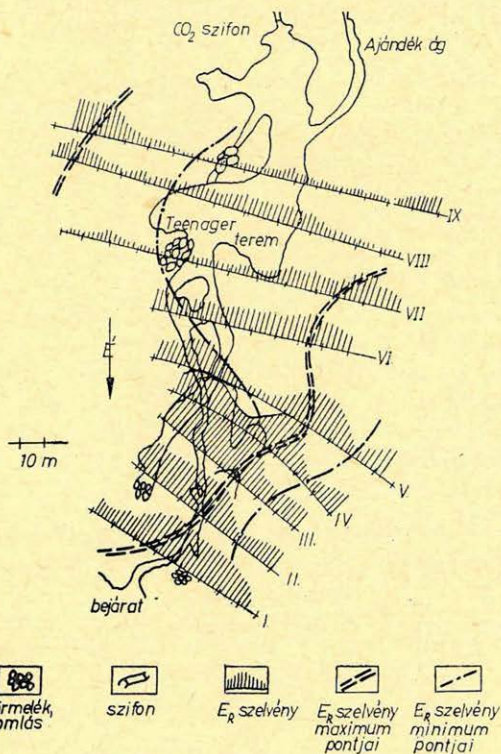 CO₂ szifon
Ajándék ág
IX
VIII
Teenager
terem
VII
VI.
É
10 m
V.
IV
III.
II.
bejárat
I.
omlás
szifon
E_R szelvény
E_R szelvény
maximum
pontjai
E_R szelvény
minimum
pontjai